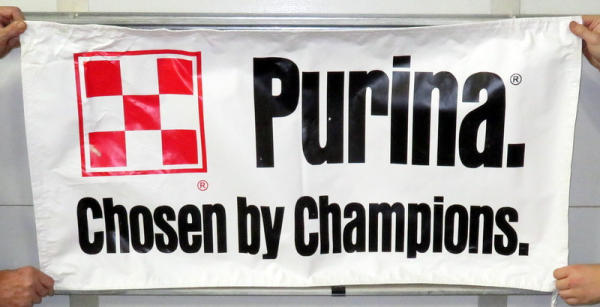 Purina.®
®
Chosen by Champions.